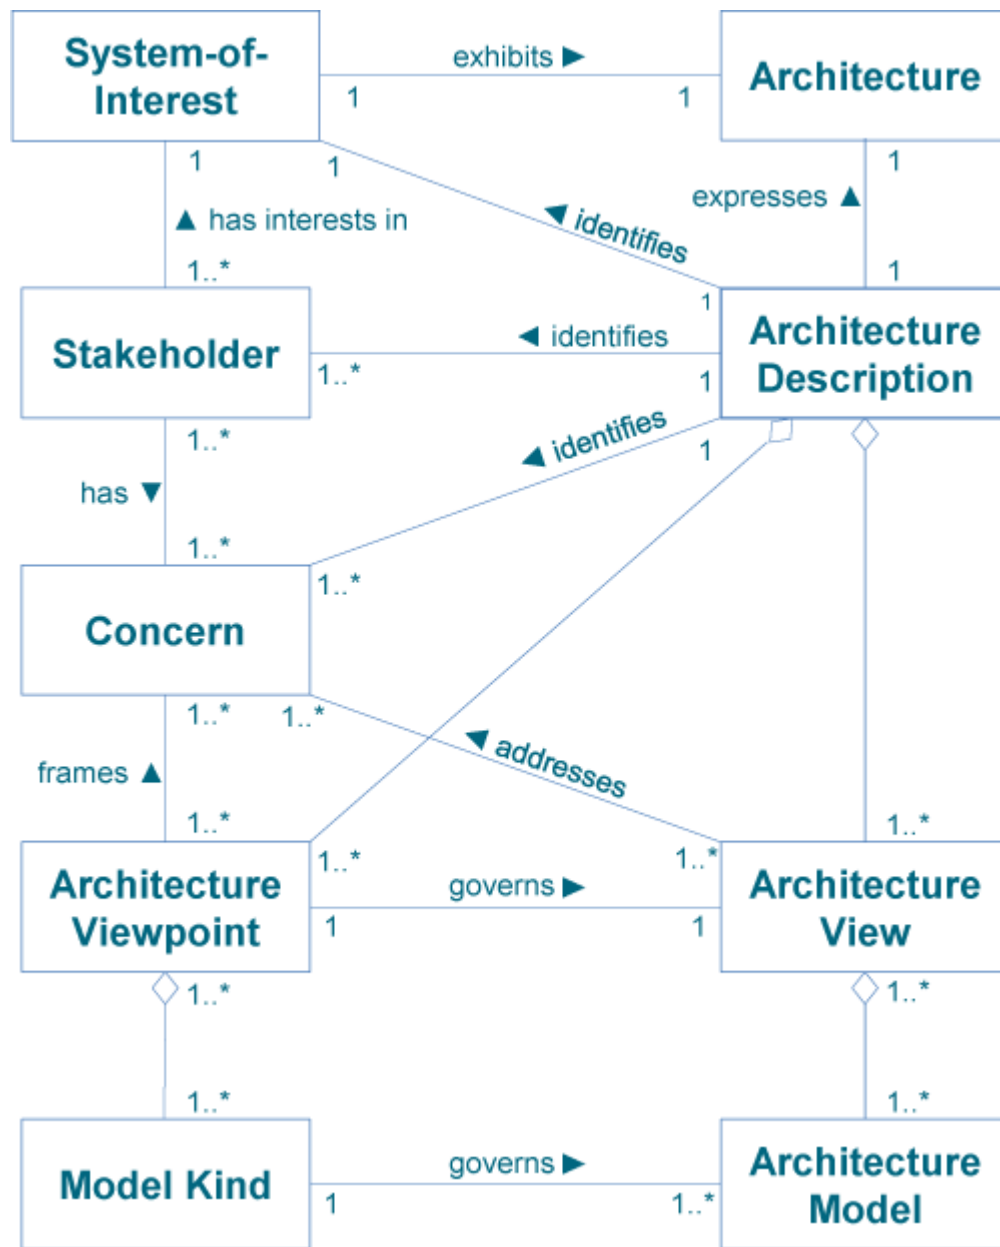 System-of-
Interest
exhibits ►
Architecture
1
1
1
1
1
expresses ▲
▲ has interests in
◄ identifies
1..*
1
1
Stakeholder
◄ identifies
Architecture
Description
1..*
1
1..*
◄ identifies
1
has ▼
1..*
1..*
Concern
1..*
1..*
◄ addresses
frames ▲
1..*
1..*
1..*
1..*
Architecture
Viewpoint
governs ►
Architecture
View
1
1
1..*
1..*
1..*
1..*
Model Kind
governs ►
Architecture
Model
1
1..*